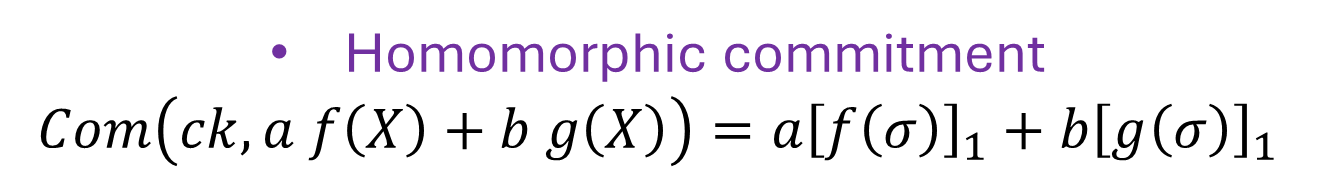 • Homomorphic commitment
𝐶𝑜𝑚(𝑐𝑘, 𝑎 𝑓(𝑋) + 𝑏 𝑔(𝑋)) = 𝑎[𝑓(𝜎)]₁ + 𝑏[𝑔(𝜎)]₁